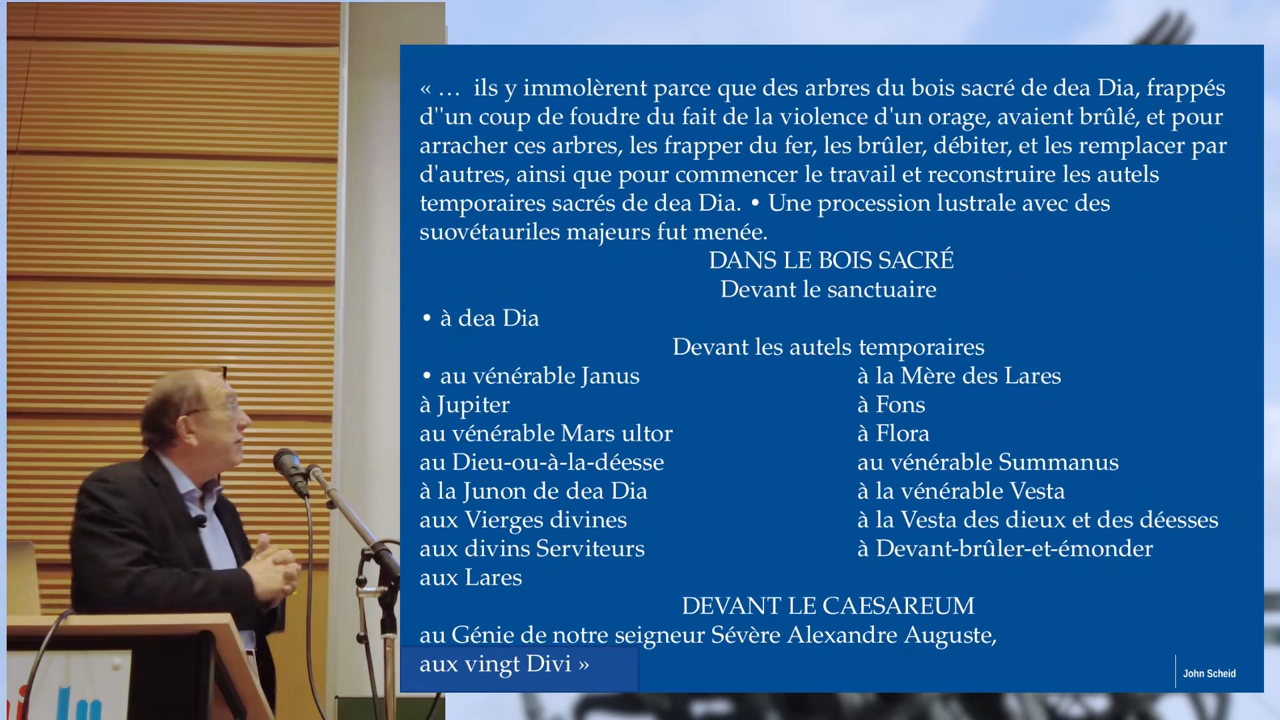 « … ils y immolèrent parce que des arbres du bois sacré de dea Dia, frappés
d''un coup de foudre du fait de la violence d'un orage, avaient brûlé, et pour
arracher ces arbres, les frapper du fer, les brûler, débiter, et les remplacer par
d'autres, ainsi que pour commencer le travail et reconstruire les autels
temporaires sacrés de dea Dia. • Une procession lustrale avec des
suovétauriles majeurs fut menée.
DANS LE BOIS SACRÉ
Devant le sanctuaire
• à dea Dia
Devant les autels temporaires
• au vénérable Janus
à Jupiter
au vénérable Mars ultor
au Dieu-ou-à-la-déesse
à la Junon de dea Dia
aux Vierges divines
aux divins Serviteurs
aux Lares
à la Mère des Lares
à Fons
à Flora
au vénérable Summanus
à la vénérable Vesta
à la Vesta des dieux et des déesses
à Devant-brûler-et-émonder
DEVANT LE CAESAREUM
au Génie de notre seigneur Sévère Alexandre Auguste,
aux vingt Divi »
John Scheid